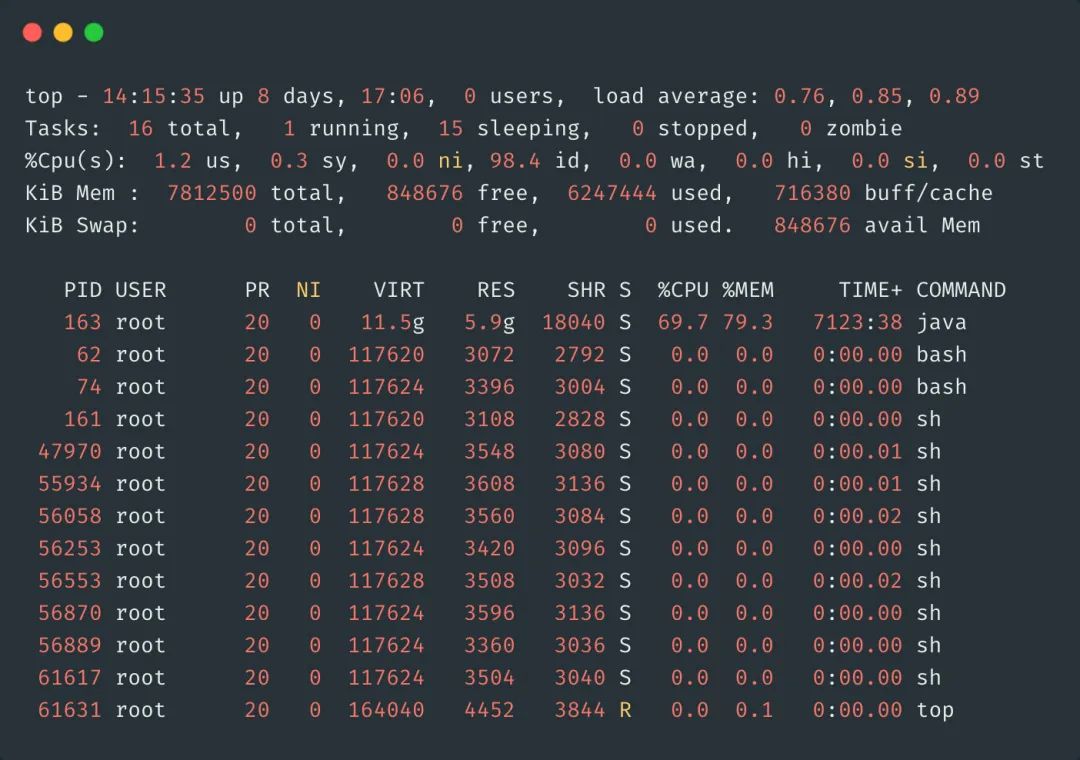 top - 14:15:35 up 8 days, 17:06,  0 users,  load average: 0.76, 0.85, 0.89
Tasks:  16 total,   1 running,  15 sleeping,   0 stopped,   0 zombie
%Cpu(s):  1.2 us,  0.3 sy,  0.0 ni, 98.4 id,  0.0 wa,  0.0 hi,  0.0 si,  0.0 st
KiB Mem :  7812500 total,   848676 free,  6247444 used,   716380 buff/cache
KiB Swap:        0 total,        0 free,        0 used.   848676 avail Mem
PID USER      PR  NI    VIRT    RES    SHR S  %CPU %MEM     TIME+ COMMAND
163 root      20   0   11.5g   5.9g  18040 S  69.7 79.3   7123:38 java
62 root      20   0  117620   3072   2792 S   0.0  0.0   0:00.00 bash
74 root      20   0  117624   3396   3004 S   0.0  0.0   0:00.00 bash
161 root      20   0  117620   3108   2828 S   0.0  0.0   0:00.00 sh
47970 root      20   0  117624   3548   3080 S   0.0  0.0   0:00.01 sh
55934 root      20   0  117628   3608   3136 S   0.0  0.0   0:00.01 sh
56058 root      20   0  117628   3560   3084 S   0.0  0.0   0:00.02 sh
56253 root      20   0  117624   3420   3096 S   0.0  0.0   0:00.00 sh
56553 root      20   0  117628   3508   3032 S   0.0  0.0   0:00.02 sh
56870 root      20   0  117624   3596   3136 S   0.0  0.0   0:00.00 sh
56889 root      20   0  117624   3360   3036 S   0.0  0.0   0:00.00 sh
61617 root      20   0  117624   3504   3040 S   0.0  0.0   0:00.00 sh
61631 root      20   0  164040   4452   3844 R   0.0  0.1   0:00.00 top